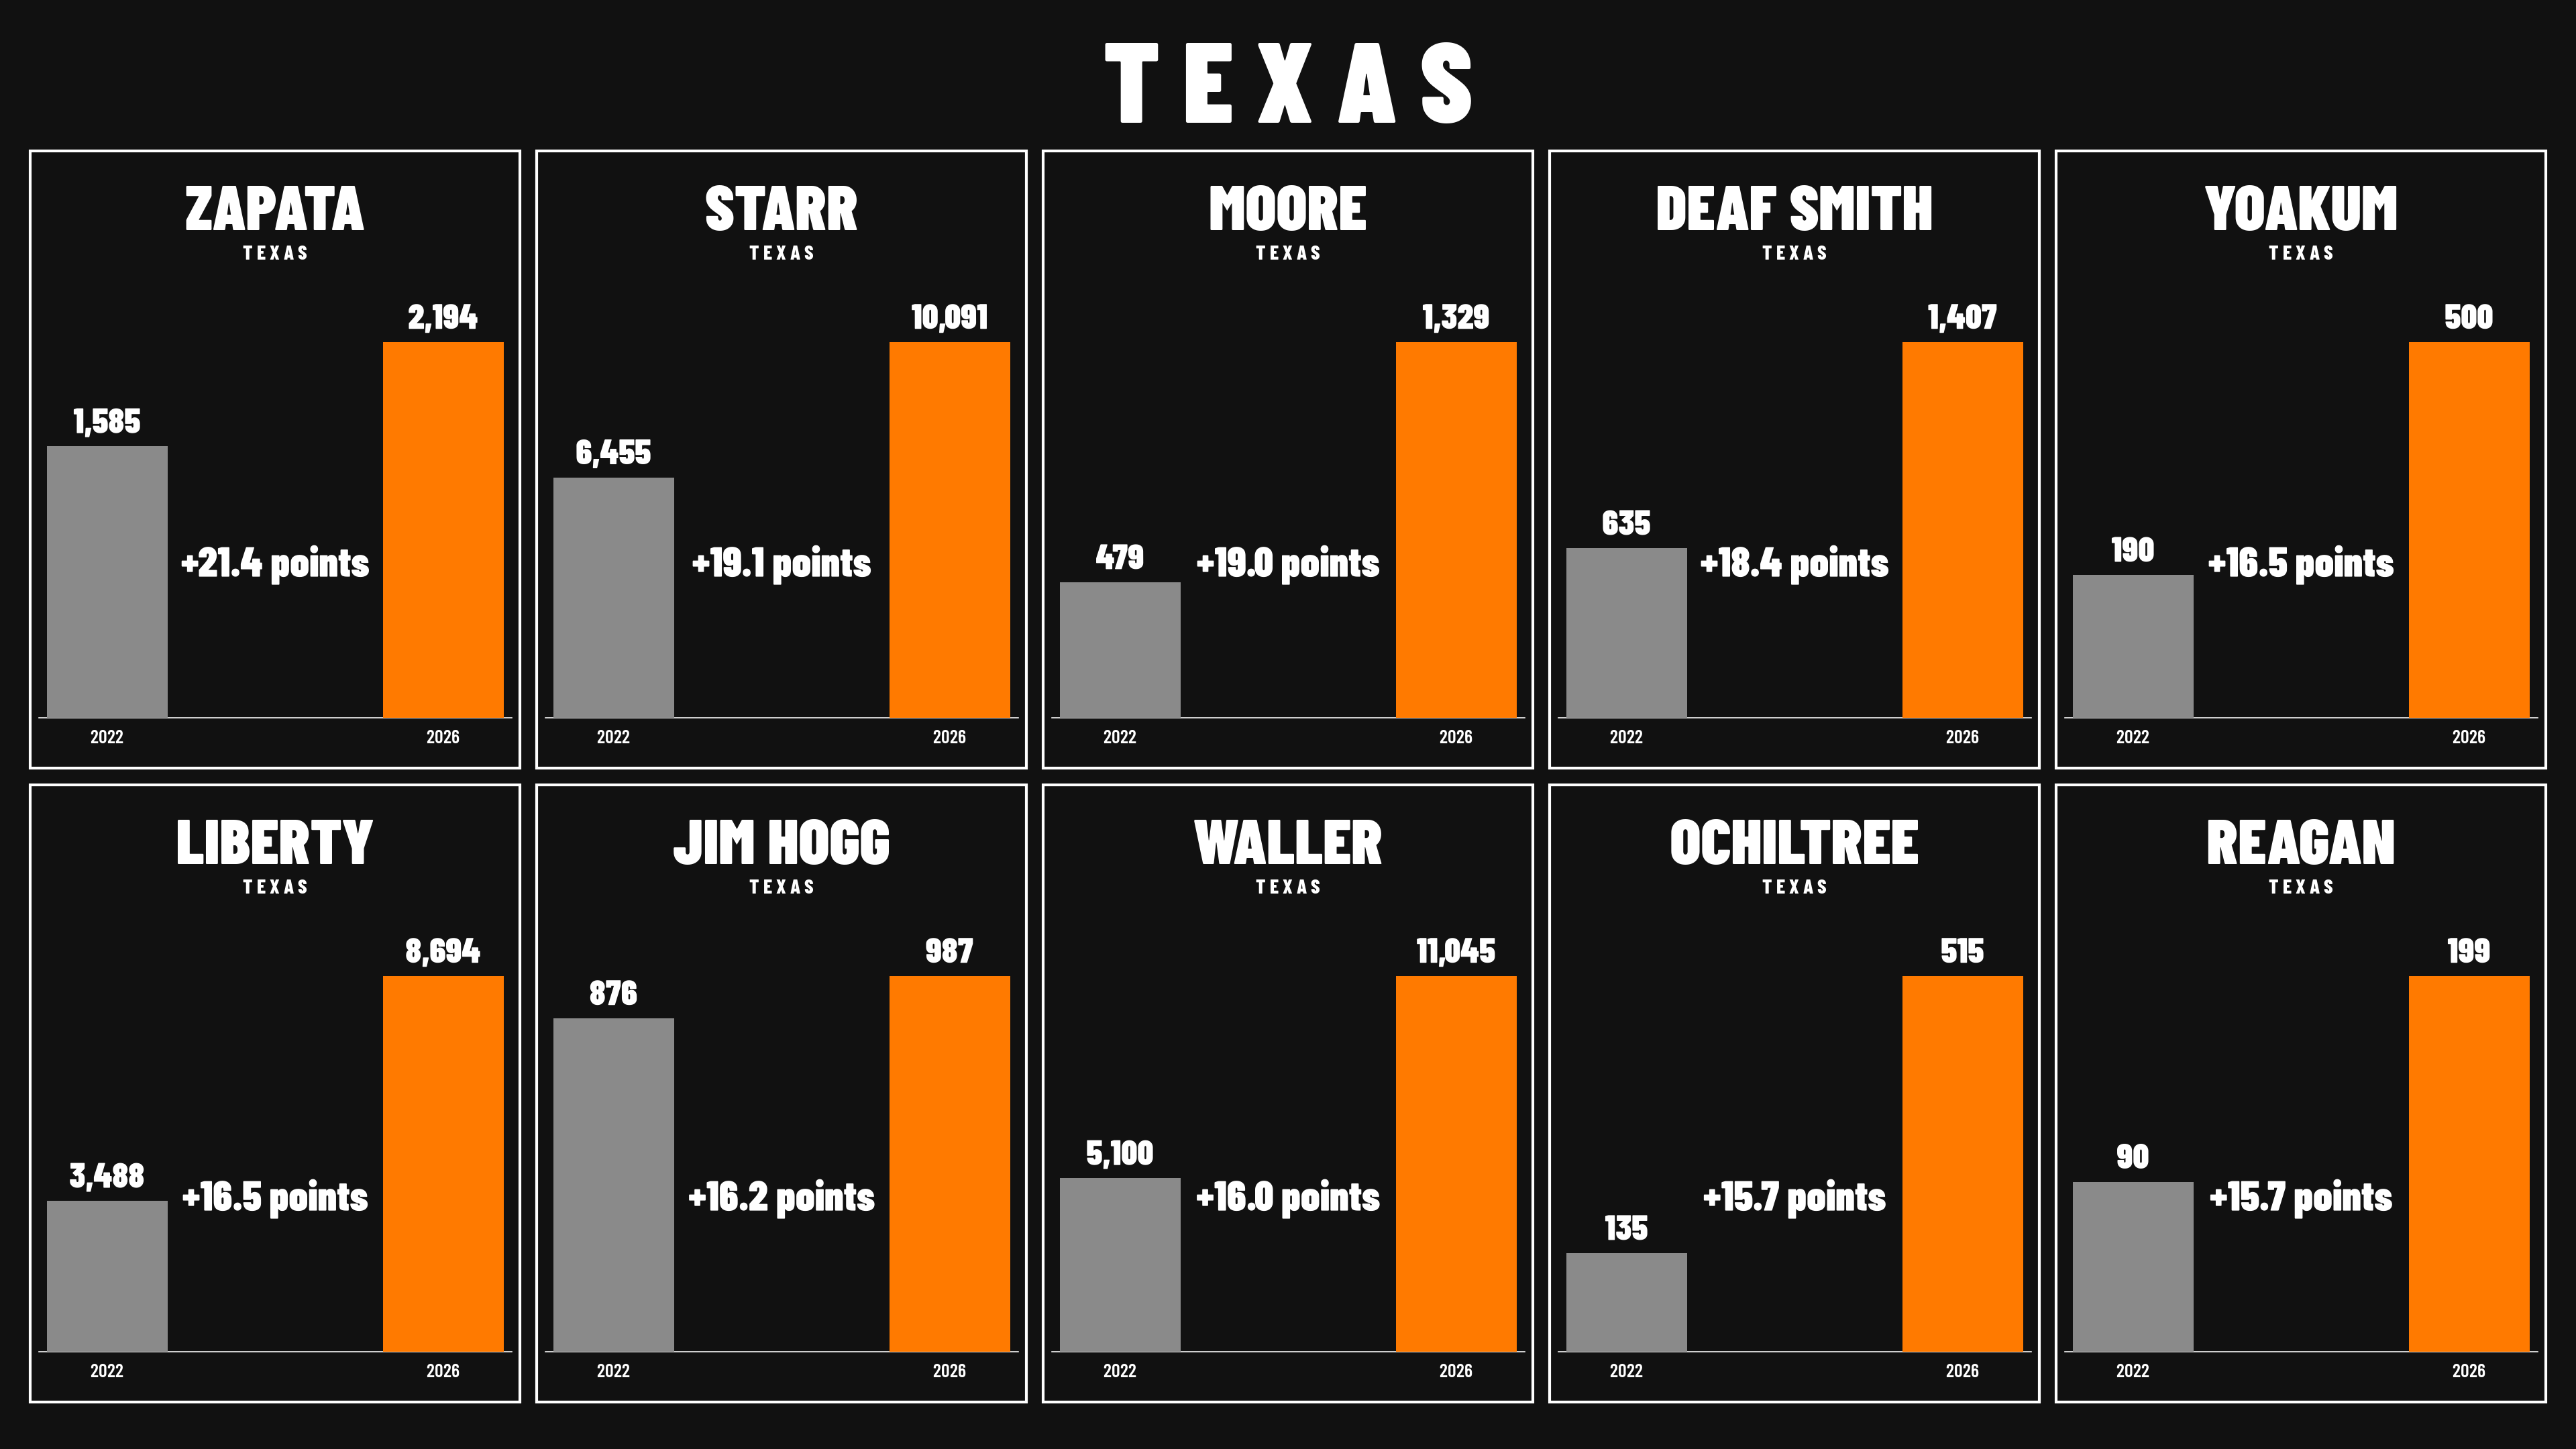 TEXAS
ZAPATA
TEXAS
1,585
2,194
+21.4 points
2022
2026
STARR
TEXAS
6,455
10,091
+19.1 points
2022
2026
MOORE
TEXAS
479
1,329
+19.0 points
2022
2026
DEAF SMITH
TEXAS
635
1,407
+18.4 points
2022
2026
YOAKUM
TEXAS
190
500
+16.5 points
2022
2026
LIBERTY
TEXAS
3,488
8,694
+16.5 points
2022
2026
JIM HOGG
TEXAS
876
987
+16.2 points
2022
2026
WALLER
TEXAS
5,100
11,045
+16.0 points
2022
2026
OCHILTREE
TEXAS
135
515
+15.7 points
2022
2026
REAGAN
TEXAS
90
199
+15.7 points
2022
2026